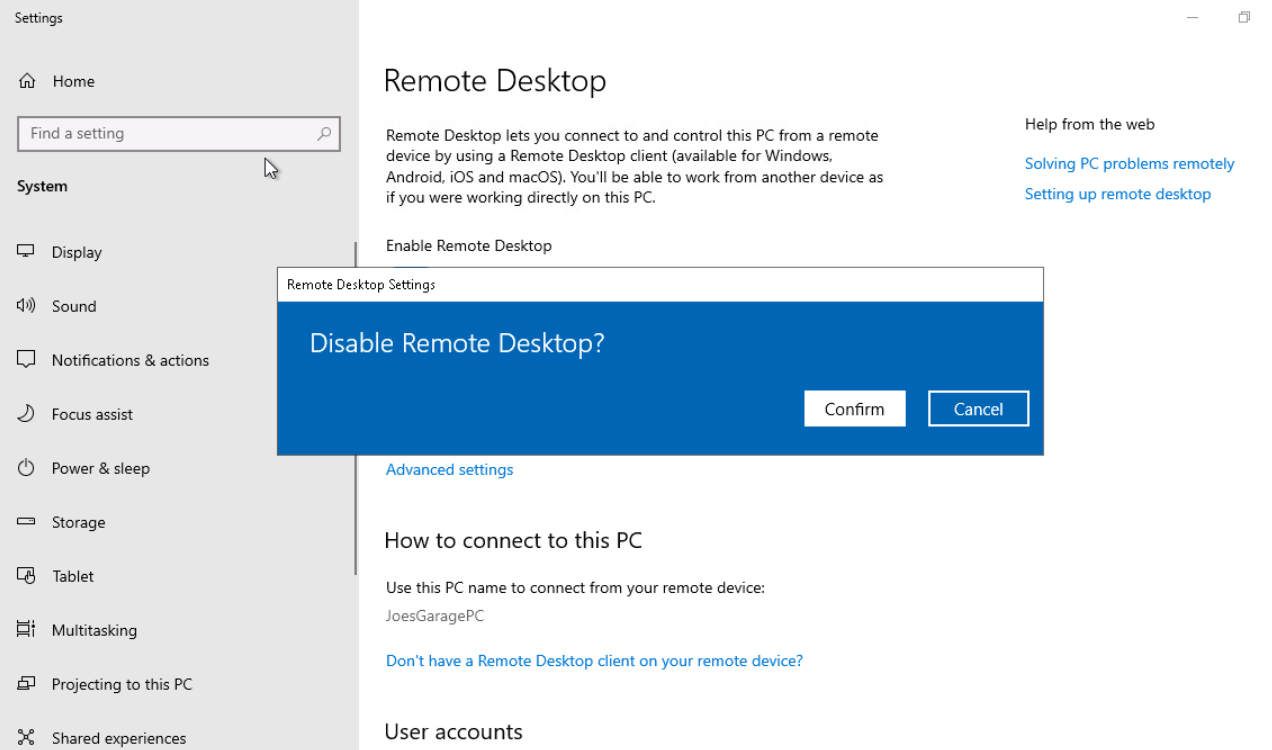 Settings
Home
Find a setting
System
Display
Sound
Notifications & actions
Focus assist
Power & sleep
Storage
Tablet
Multitasking
Projecting to this PC
Shared experiences
Remote Desktop
Remote Desktop lets you connect to and control this PC from a remote
device by using a Remote Desktop client (available for Windows,
Android, iOS and macOS). You'll be able to work from another device as
if you were working directly on this PC.
Enable Remote Desktop
Remote Desktop Settings
Disable Remote Desktop?
Confirm
Cancel
Advanced settings
How to connect to this PC
Use this PC name to connect from your remote device:
JoesGaragePC
Don't have a Remote Desktop client on your remote device?
User accounts
Help from the web
Solving PC problems remotely
Setting up remote desktop